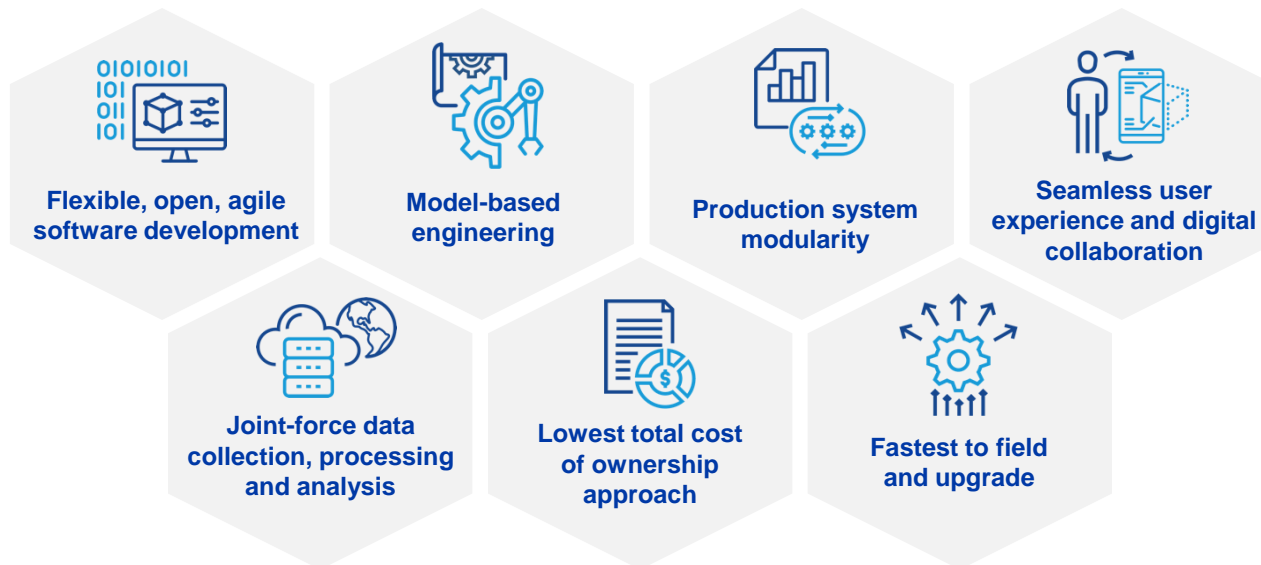 01010101
101
011
101
Flexible, open, agile
software development
Model-based
engineering
Production system
modularity
Seamless user
experience and digital
collaboration
Joint-force data
collection, processing
and analysis
$
Lowest total cost
of ownership
approach
Fastest to field
and upgrade